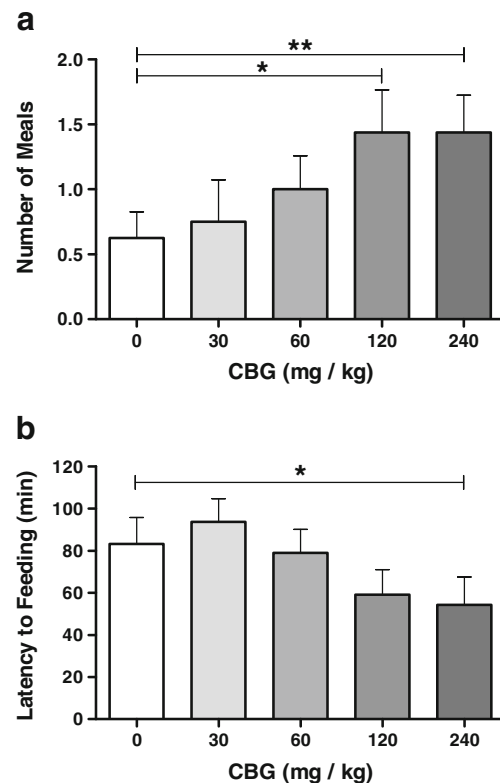 a
**
*
2.0
1.5
1.0
0.5
0.0
Number of Meals
0 30 60 120 240
CBG (mg / kg)
b
*
120
100
80
60
40
20
0
Latency to Feeding (min)
0 30 60 120 240
CBG (mg / kg)